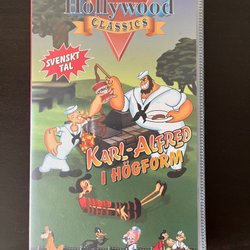 Hollywood
CLASSICS
SVENSKT
TAL
KARL-ALFRED
I HÖGFORM